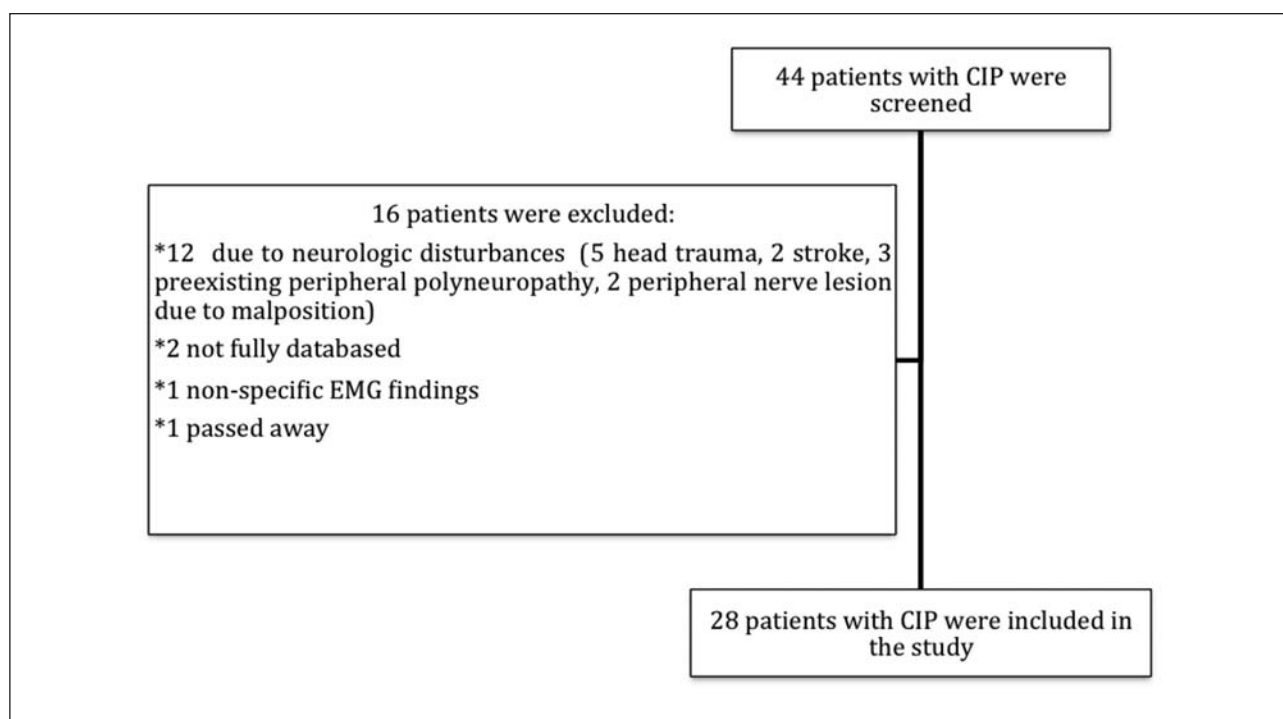 44 patients with CIP were
screened
16 patients were excluded:
*12 due to neurologic disturbances (5 head trauma, 2 stroke, 3
preexisting peripheral polyneuropathy, 2 peripheral nerve lesion
due to malposition)
*2 not fully databased
*1 non-specific EMG findings
*1 passed away
28 patients with CIP were included in
the study